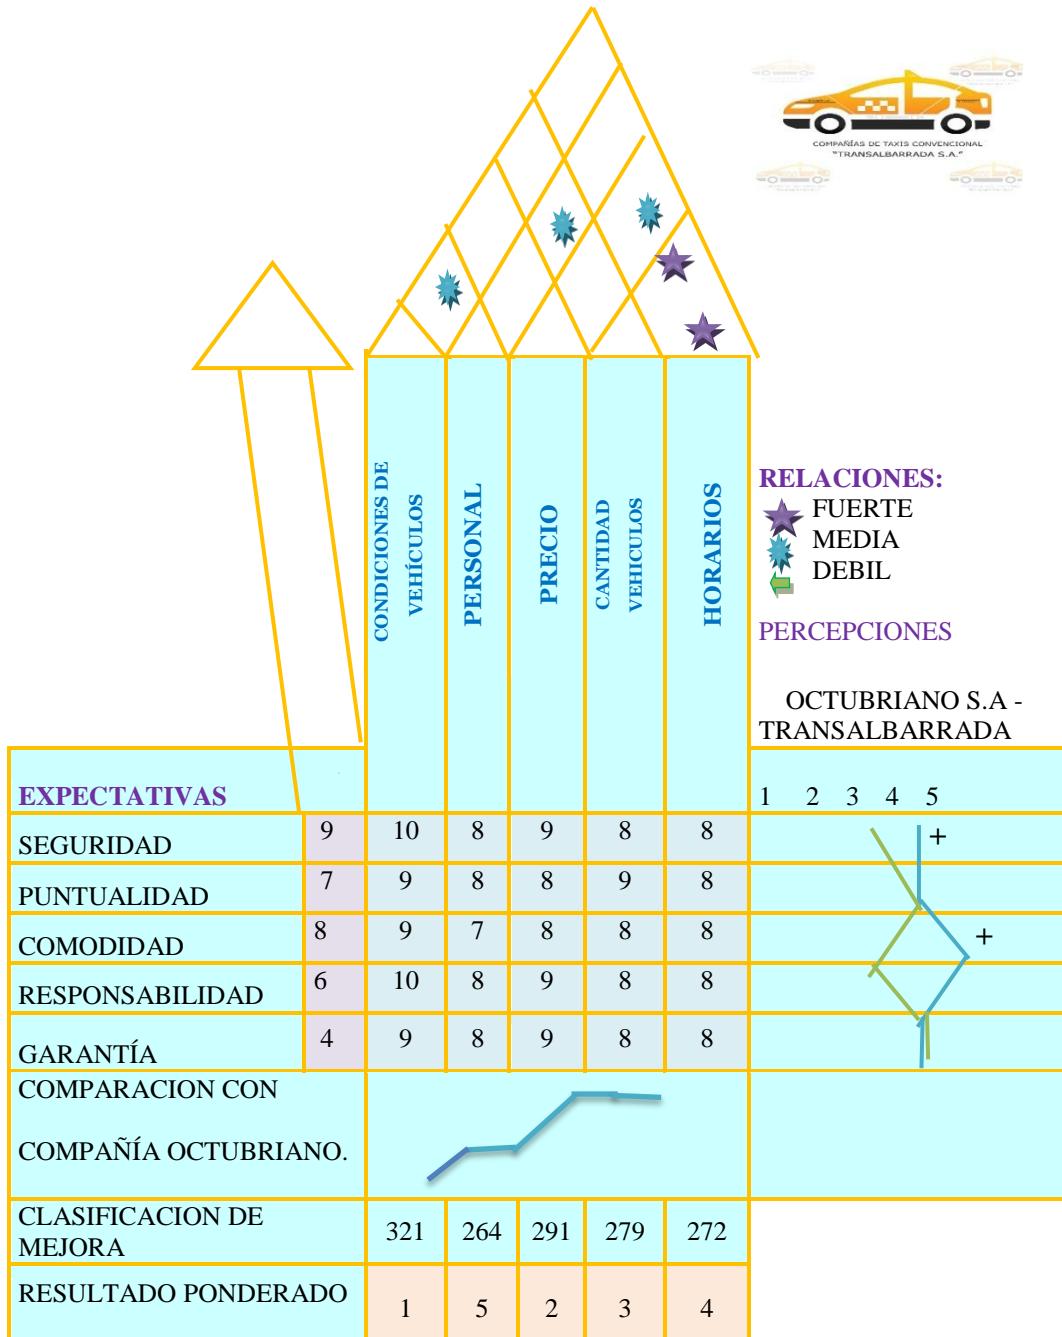 COMPAÑÍAS DE TAXIS CONVENCIONAL
"TRANSALBARRADA S.A."
CONDICIONES DE
VEHÍCULOS
PERSONAL
PRECIO
CANTIDAD
VEHICULOS
HORARIOS
RELACIONES:
FUERTE
MEDIA
DEBIL
PERCEPCIONES
OCTUBRIANO S.A -
TRANSALBARRADA
EXPECTATIVAS
1 2 3 4 5
SEGURIDAD 9 10 8 9 8 8 +
PUNTUALIDAD 7 9 8 8 9 8
COMODIDAD 8 9 7 8 8 8 +
RESPONSABILIDAD 6 10 8 9 8 8
GARANTÍA 4 9 8 9 8 8
COMPARACION CON
COMPAÑÍA OCTUBRIANO.
CLASIFICACION DE
MEJORA
321 264 291 279 272
RESULTADO PONDERADO
1 5 2 3 4